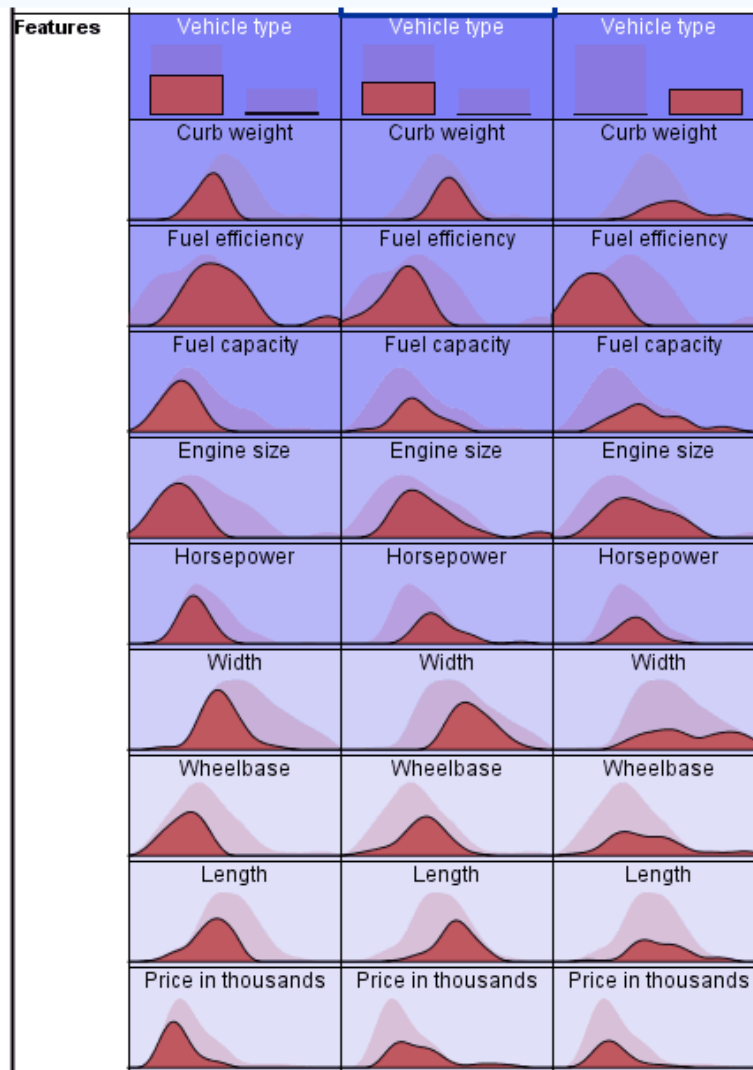 Features
Vehicle type Vehicle type Vehicle type
Curb weight Curb weight Curb weight
Fuel efficiency Fuel efficiency Fuel efficiency
Fuel capacity Fuel capacity Fuel capacity
Engine size Engine size Engine size
Horsepower Horsepower Horsepower
Width Width Width
Wheelbase Wheelbase Wheelbase
Length Length Length
Price in thousands Price in thousands Price in thousands